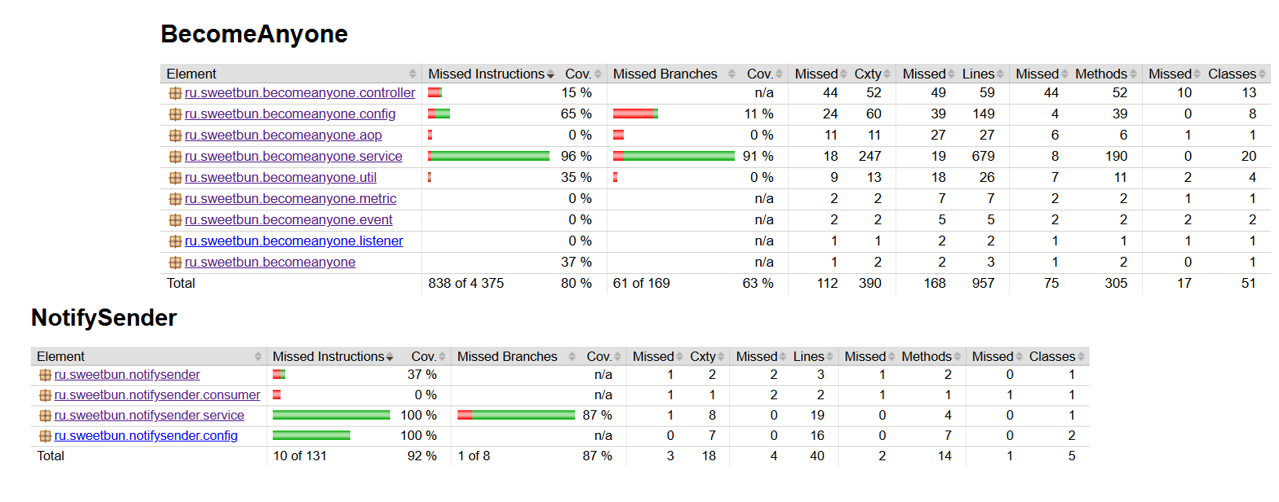 BecomeAnyone
Element Missed Instructions Cov. Missed Branches Cov. Missed Cxty Missed Lines Missed Methods Missed Classes
ru.sweetbun.becomeanyone.controller 15 % n/a 44 52 49 59 44 52 10 13
ru.sweetbun.becomeanyone.config 65 % 11 % 24 60 39 149 4 39 0 8
ru.sweetbun.becomeanyone.aop 0 % 0 % 11 11 27 27 6 6 1 1
ru.sweetbun.becomeanyone.service 96 % 91 % 18 247 19 679 8 190 0 20
ru.sweetbun.becomeanyone.util 35 % 0 % 9 13 18 26 7 11 2 4
ru.sweetbun.becomeanyone.metric 0 % n/a 2 2 7 7 2 2 1 1
ru.sweetbun.becomeanyone.event 0 % n/a 2 2 5 5 2 2 2 2
ru.sweetbun.becomeanyone.listener 0 % n/a 1 1 2 2 1 1 1 1
ru.sweetbun.becomeanyone 37 % n/a 1 2 2 3 1 2 0 1
Total 838 of 4 375 80 % 61 of 169 63 % 112 390 168 957 75 305 17 51
NotifySender
Element Missed Instructions Cov. Missed Branches Cov. Missed Cxty Missed Lines Missed Methods Missed Classes
ru.sweetbun.notifysender 37 % n/a 1 2 2 3 1 2 0 1
ru.sweetbun.notifysender.consumer 0 % n/a 1 1 2 2 1 1 1 1
ru.sweetbun.notifysender.service 100 % 87 % 1 8 0 19 0 4 0 1
ru.sweetbun.notifysender.config 100 % n/a 0 7 0 16 0 7 0 2
Total 10 of 131 92 % 1 of 8 87 % 3 18 4 40 2 14 1 5